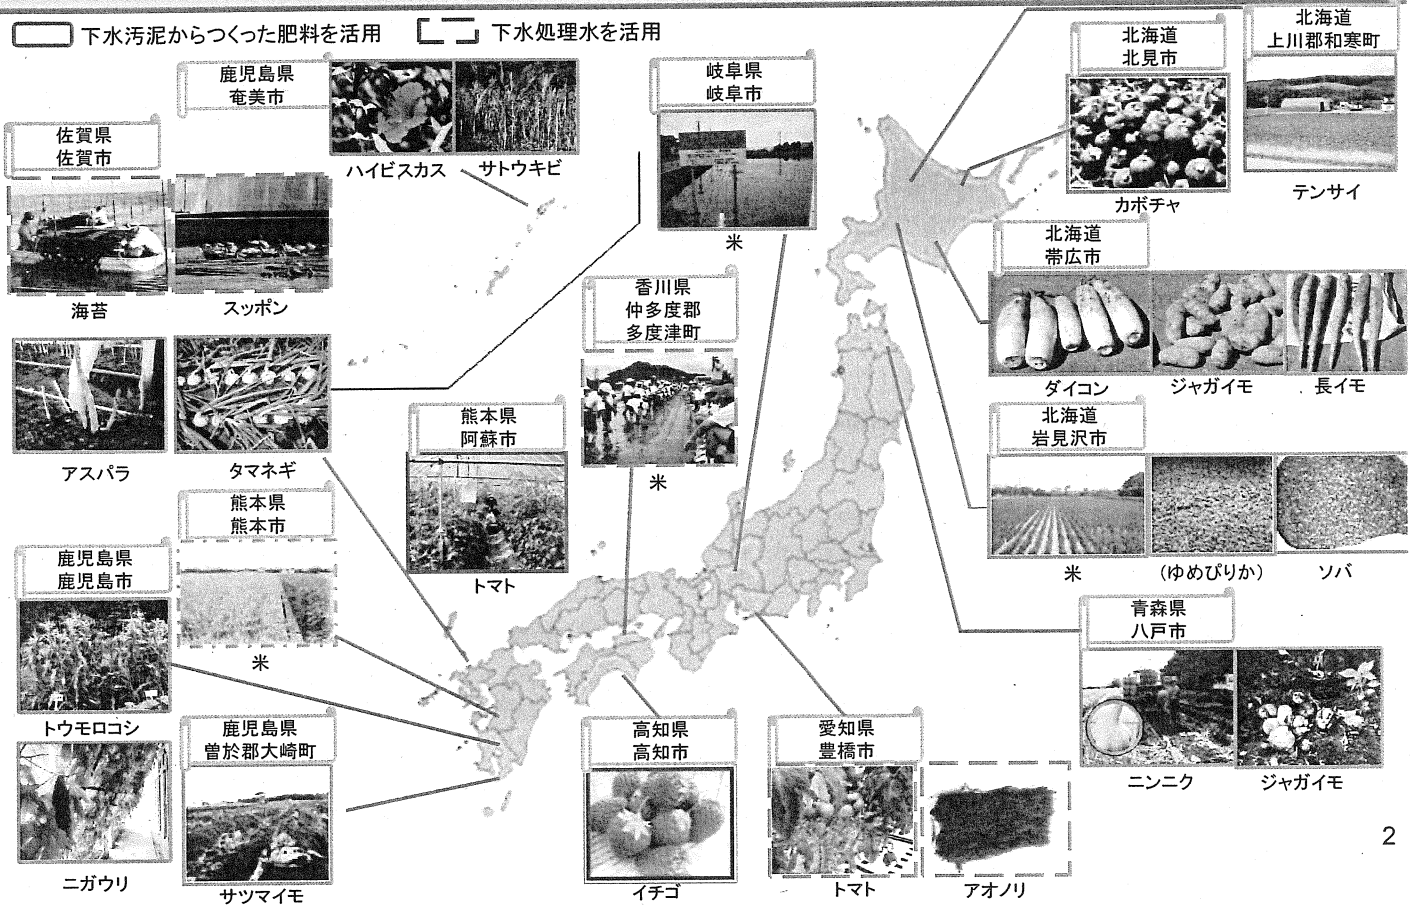 下水汚泥からつくった肥料を活用
下水処理水を活用
鹿児島県
奄美市
ハイビスカス
サトウキビ
佐賀県
佐賀市
海苔
スッポン
アスパラ
タマネギ
岐阜県
岐阜市
米
北海道
北見市
カボチャ
北海道
上川郡和寒町
テンサイ
香川県
仲多度郡
多度津町
米
北海道
帯広市
ダイコン
ジャガイモ
長イモ
熊本県
阿蘇市
トマト
北海道
岩見沢市
米
(ゆめぴりか)
ソバ
熊本県
熊本市
米
鹿児島県
鹿児島市
トウモロコシ
ニガウリ
鹿児島県
曽於郡大崎町
サツマイモ
高知県
高知市
イチゴ
愛知県
豊橋市
トマト
アオノリ
青森県
八戸市
ニンニク
ジャガイモ
2